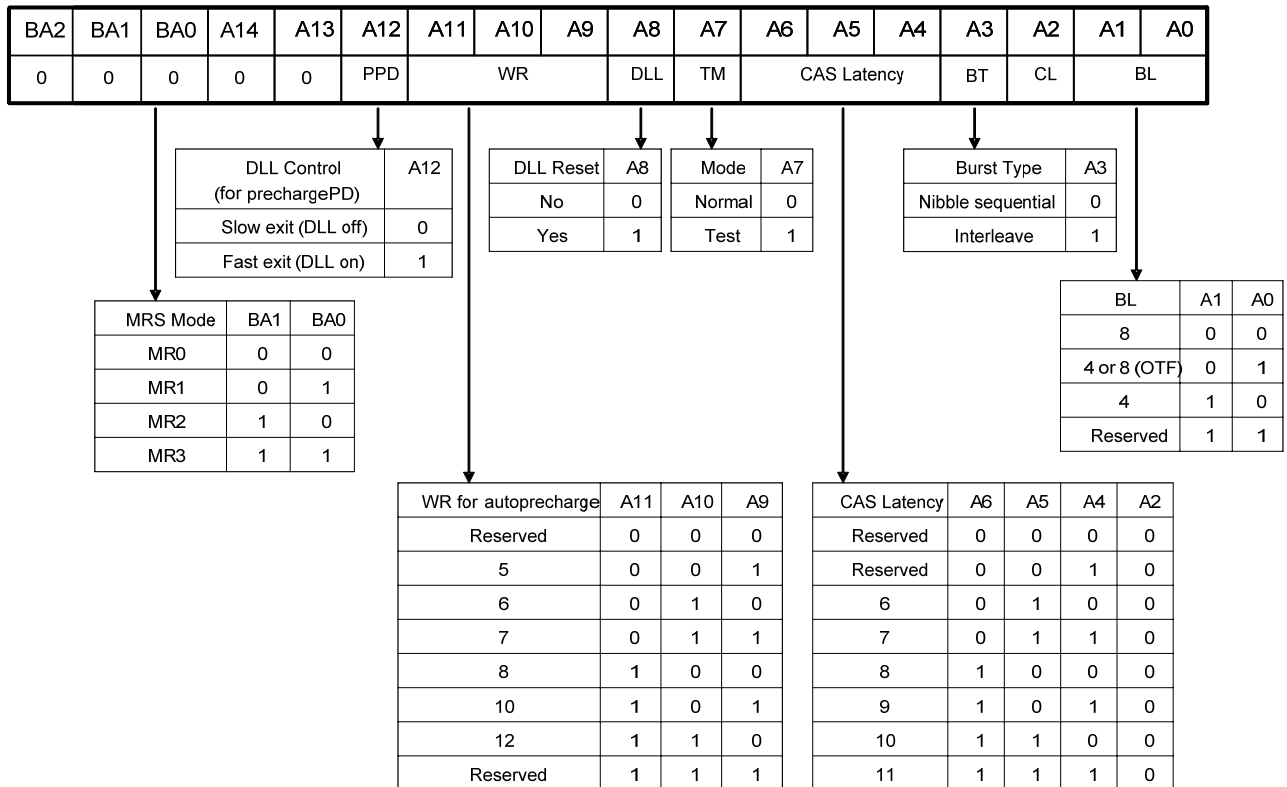 BA2 BA1 BA0 A14 A13 A12 A11 A10 A9 A8 A7 A6 A5 A4 A3 A2 A1 A0
0 0 0 0 0 PPD WR DLL TM CAS Latency BT CL BL
DLL Control A12
(for prechargePD)
Slow exit (DLL off) 0
Fast exit (DLL on) 1
DLL Reset A8
No 0
Yes 1
Mode A7
Normal 0
Test 1
Burst Type A3
Nibble sequential 0
Interleave 1
BL A1 A0
8 0 0
4 or 8 (OTF) 0 1
4 1 0
Reserved 1 1
MRS Mode BA1 BA0
MR0 0 0
MR1 0 1
MR2 1 0
MR3 1 1
WR for autoprecharge A11 A10 A9
Reserved 0 0 0
5 0 0 1
6 0 1 0
7 0 1 1
8 1 0 0
10 1 0 1
12 1 1 0
Reserved 1 1 1
CAS Latency A6 A5 A4 A2
Reserved 0 0 0 0
Reserved 0 0 1 0
6 0 1 0 0
7 0 1 1 0
8 1 0 0 0
9 1 0 1 0
10 1 1 0 0
11 1 1 1 0